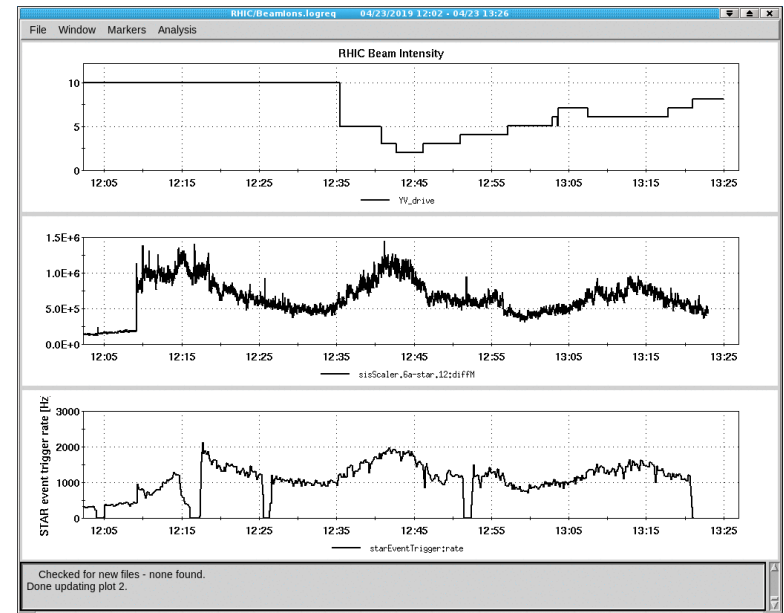 RHIC/BeamIons.logreq 04/23/2019 12:02 - 04/23 13:26
File Window Markers Analysis
RHIC Beam Intensity
10
5
0
12:05 12:15 12:25 12:35 12:45 12:55 13:05 13:15 13:25
YV_drive
1.5E+6
1.0E+6
5.0E+5
0.0E+0
12:05 12:15 12:25 12:35 12:45 12:55 13:05 13:15 13:25
sisScaler.6a-star.12:diffM
STAR event trigger rate [Hz
3000
2000
1000
0
12:05 12:15 12:25 12:35 12:45 12:55 13:05 13:15 13:25
starEventTrigger:rate
Checked for new files - none found.
Done updating plot 2.